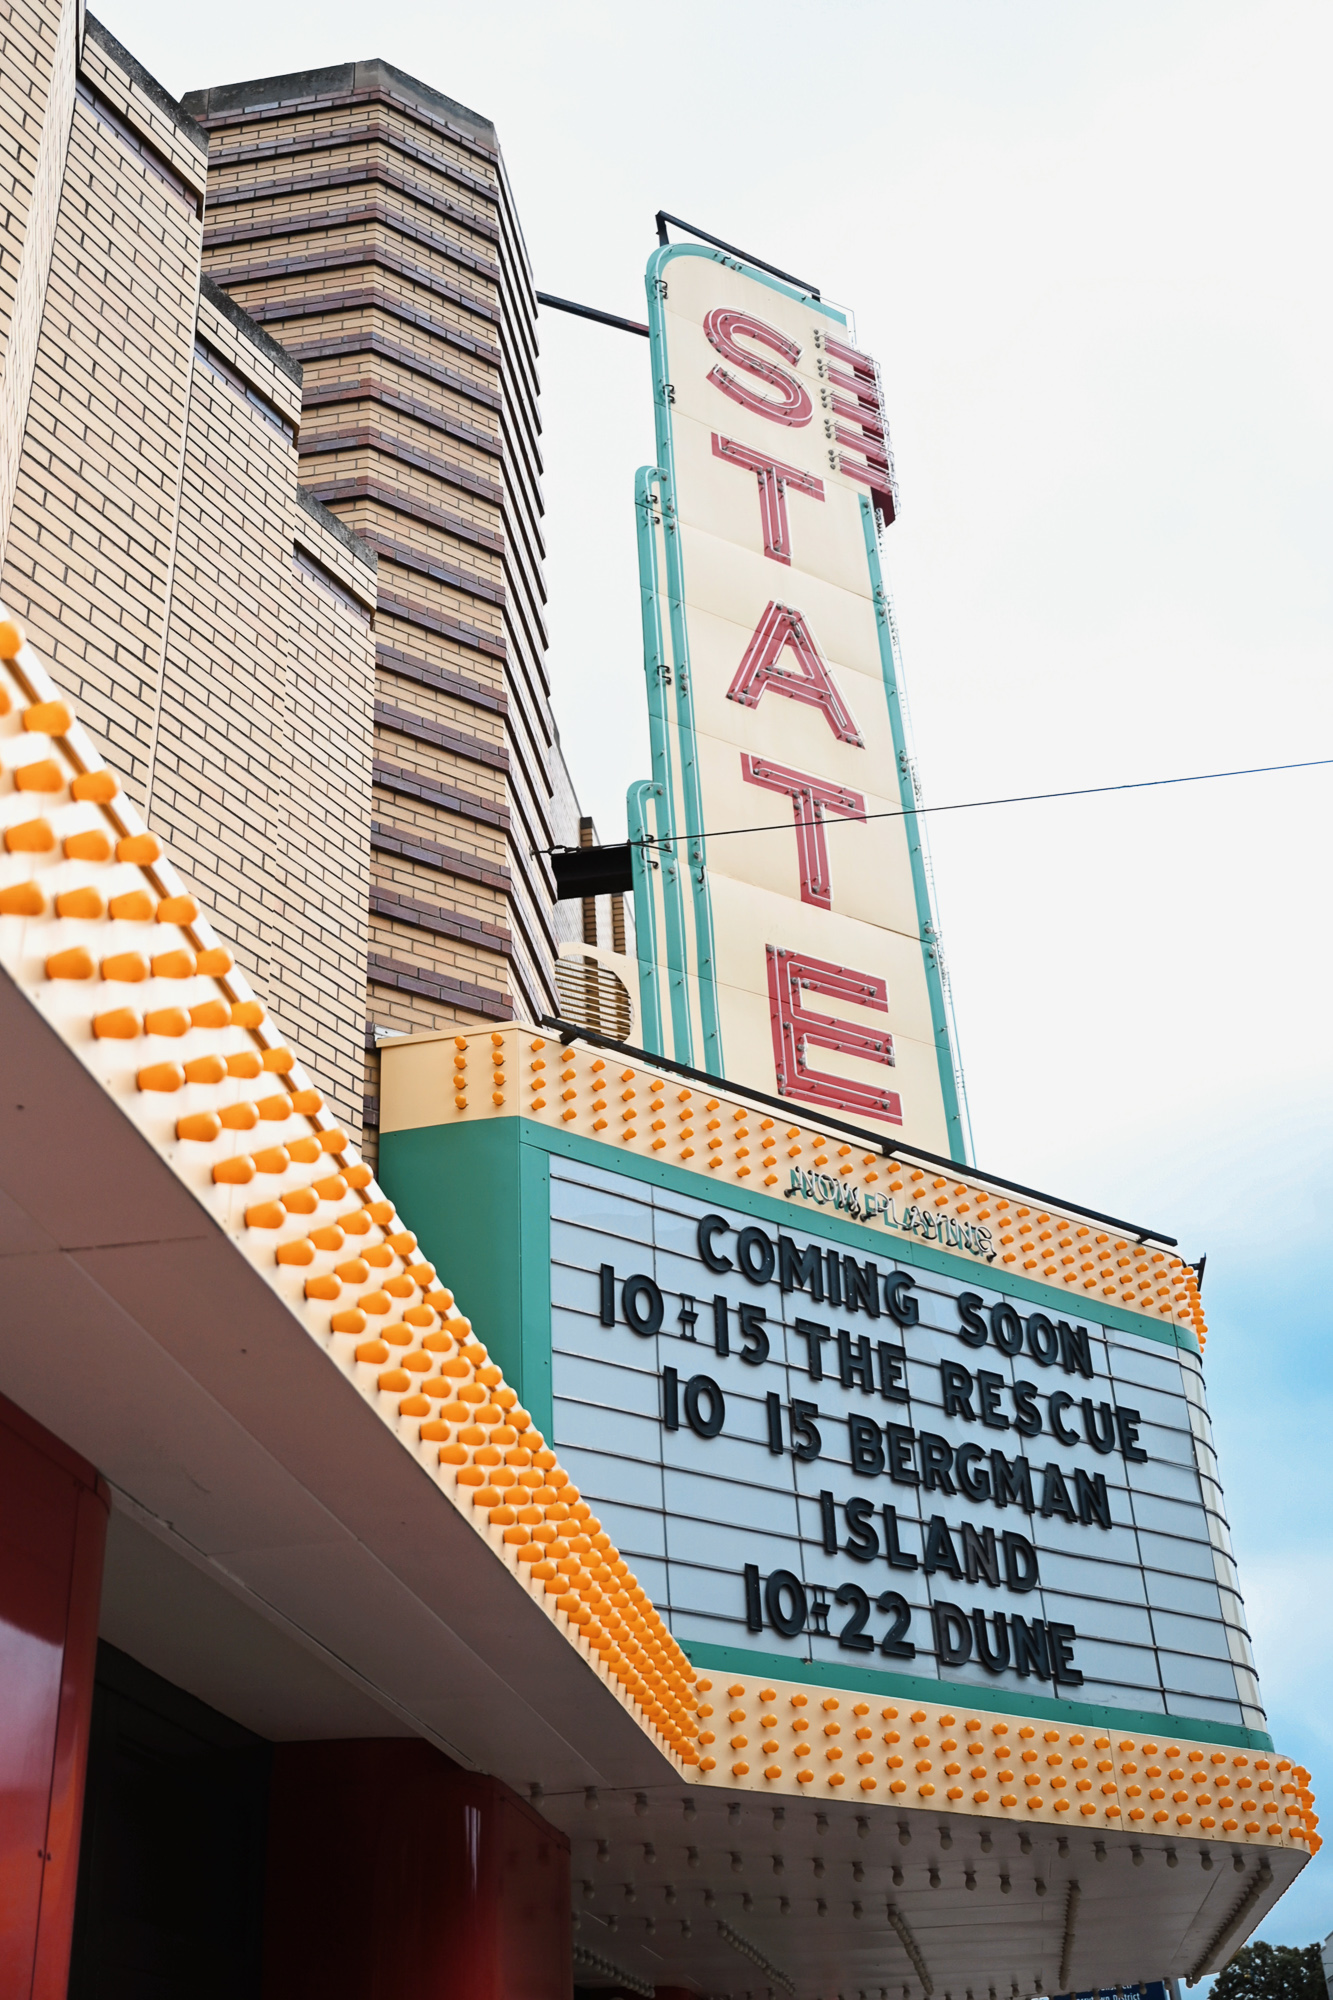 STATE
NOW PLAYING
COMING SOON
10-15 THE RESCUE
10 15 BERGMAN
ISLAND
10-22 DUNE